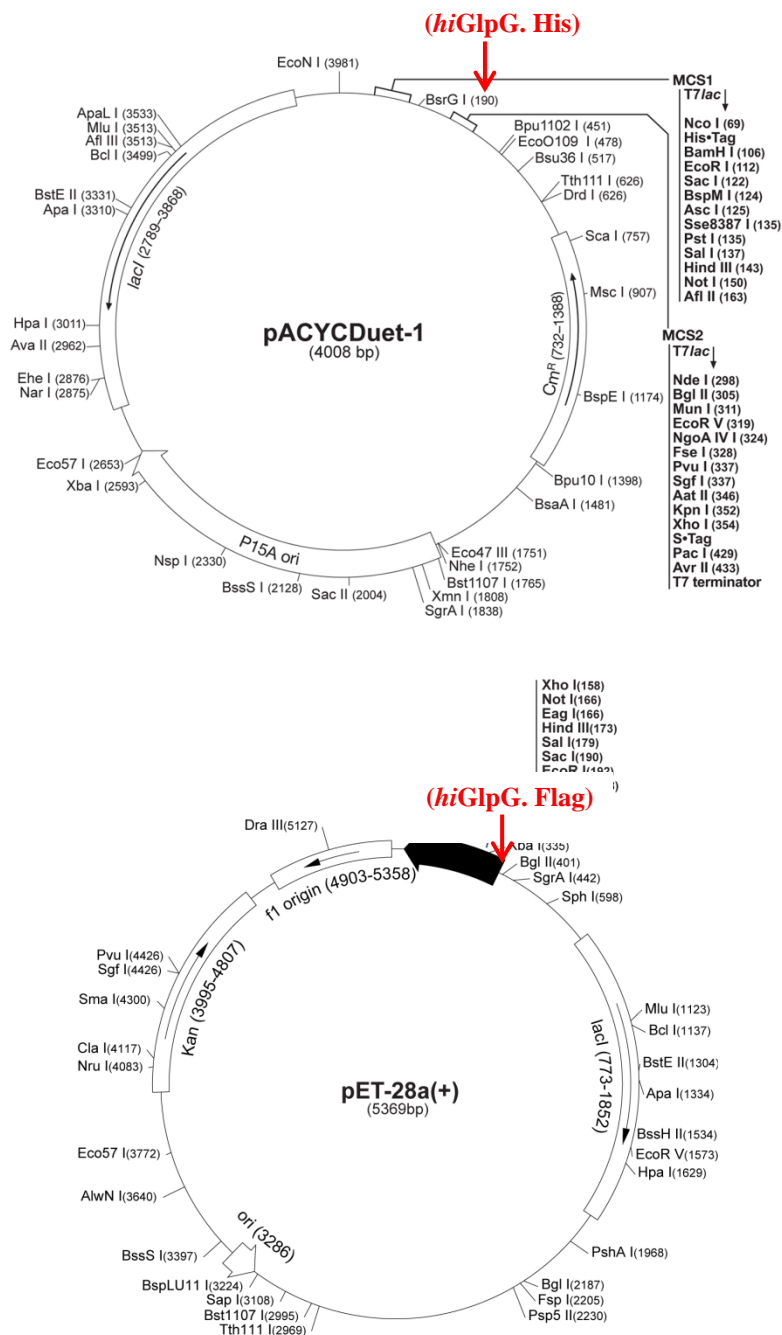 (hiGlpG. His)
EcoN I (3981)
BsrG I (190)
ApaL I (3533)
Mlu I (3513)
Afl III (3513)
Bcl I (3499)
BstE II (3331)
Apa I (3310)
lacI (2789–3868)
Hpa I (3011)
Ava II (2962)
Ehe I (2876)
Nar I (2875)
Eco57 I (2653)
Xba I (2593)
P15A ori
Nsp I (2330)
BssS I (2128)
Sac II (2004)
pACYCDuet-1
(4008 bp)
Bpu1102 I (451)
EcoO109 I (478)
Bsu36 I (517)
Tth111 I (626)
Drd I (626)
Sca I (757)
Msc I (907)
CmR (732–1388)
BspE I (1174)
Bpu10 I (1398)
BsaA I (1481)
Eco47 III (1751)
Nhe I (1752)
Bst1107 I (1765)
Xmn I (1808)
SgrA I (1838)
MCS1
T7lac
Nco I (69)
His•Tag
BamH I (106)
EcoR I (112)
Sac I (122)
BspM I (124)
Asc I (125)
Sse8387 I (135)
Pst I (135)
Sal I (137)
Hind III (143)
Not I (150)
Afl II (163)
MCS2
T7lac
Nde I (298)
Bgl II (305)
Mun I (311)
EcoR V (319)
NgoA IV I (324)
Fse I (328)
Pvu I (337)
Sgf I (337)
Aat II (346)
Kpn I (352)
Xho I (354)
S•Tag
Pac I (429)
Avr II (433)
T7 terminator
Xho I(158)
Not I(166)
Eag I(166)
Hind III(173)
Sal I(179)
Sac I(190)
EcoR I(192)
(hiGlpG. Flag)
Dra III(5127)
f1 origin (4903-5358)
Xba I(335)
Bgl II(401)
SgrA I(442)
Sph I(598)
Pvu I(4426)
Sgf I(4426)
Sma I(4300)
Kan (3995-4807)
Cla I(4117)
Nru I(4083)
pET-28a(+)
(5369bp)
lacI (773-1852)
Mlu I(1123)
Bcl I(1137)
BstE II(1304)
Apa I(1334)
BssH II(1534)
EcoR V(1573)
Hpa I(1629)
Eco57 I(3772)
AlwN I(3640)
ori (3286)
BssS I(3397)
BspLU11 I(3224)
Sap I(3108)
Bst1107 I(2995)
Tth111 I(2969)
PshA I(1968)
Bgl I(2187)
Fsp I(2205)
Psp5 II(2230)